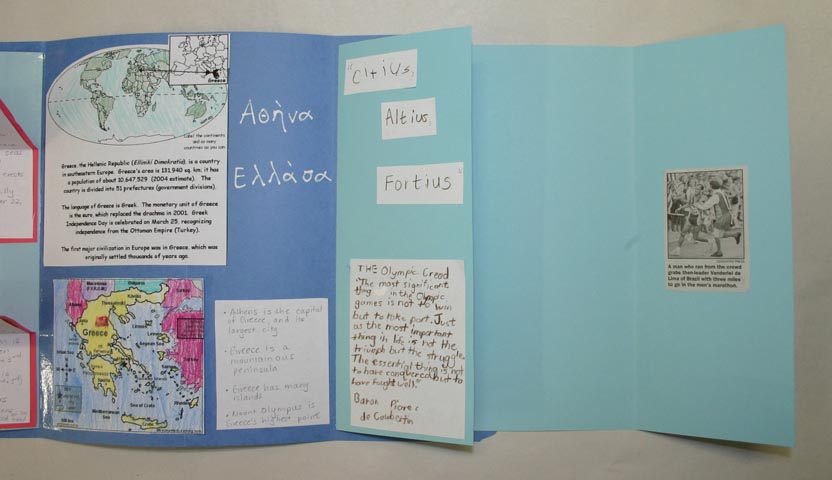 Greece
Label the continents
and as many
countries as you can
Greece, the Hellenic Republic (Elliniki Dimokratia), is a country
in southeastern Europe. Greece's area is 131,940 sq. km; it has
a population of about 10,647,529 (2004 estimate). The
country is divided into 51 prefectures (government divisions).
The language of Greece is Greek. The monetary unit of Greece
is the euro, which replaced the drachma in 2001. Greek
Independence Day is celebrated on March 25, recognizing
independence from the Ottoman Empire (Turkey).
The first major civilization in Europe was in Greece, which was
originally settled thousands of years ago.
Αθήνα
Ελλάδα
Macedonia
(F.Y.R.O.M.)
Bulgaria
Greece
Sea of Crete
Mediterranean
Sea
• Athens is the capital
of Greece, and its
largest city
• Greece is a
mountainous
peninsula
• Greece has many
islands
• Mount Olympus is
Greece's highest point
"Citius,
Altius,
Fortius"
THE Olympic Creed
"The most significant
in the Olympic
games is not to win
but to take part. Just
as the most important
thing in life is not the
triumph but the struggle.
The essential thing is not
to have conquered but to
have fought well."
Baron
de Coubertin
A man who ran from the crowd
grabs then-leader Vanderlei de
Lima of Brazil with three miles
to go in the men's marathon.